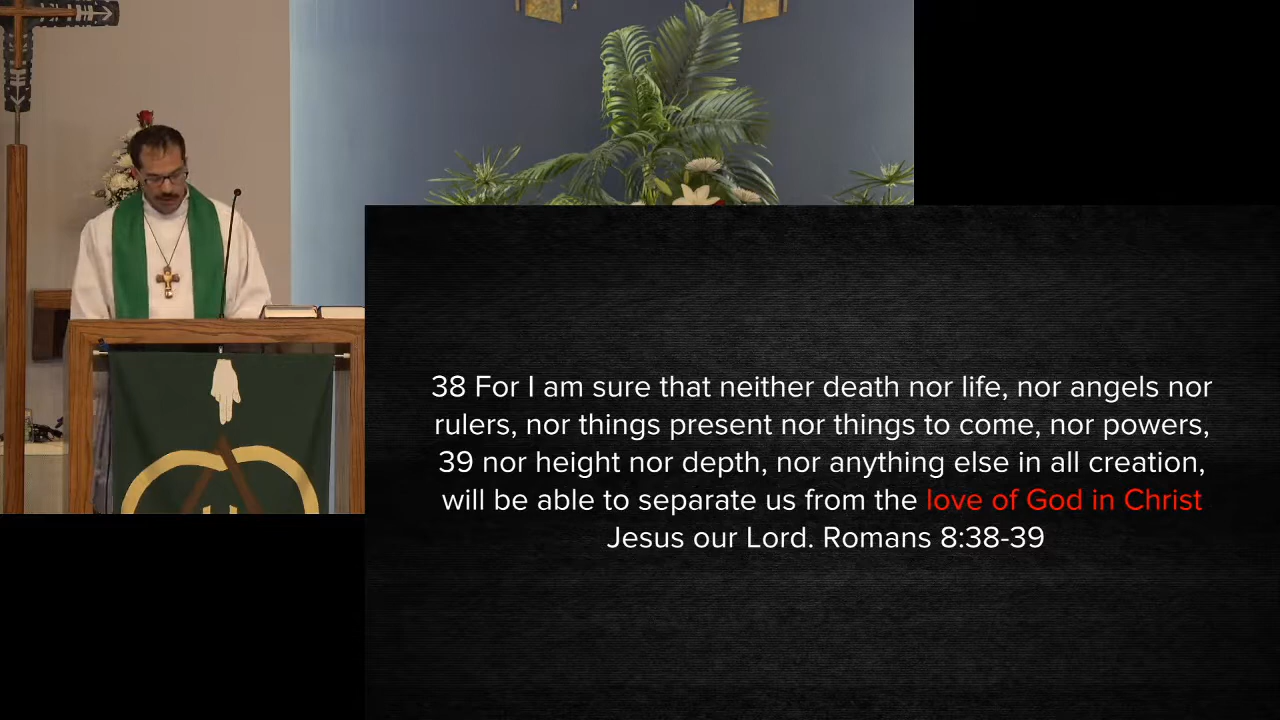 38 For I am sure that neither death nor life, nor angels nor
rulers, nor things present nor things to come, nor powers,
39 nor height nor depth, nor anything else in all creation,
will be able to separate us from the love of God in Christ
Jesus our Lord. Romans 8:38-39